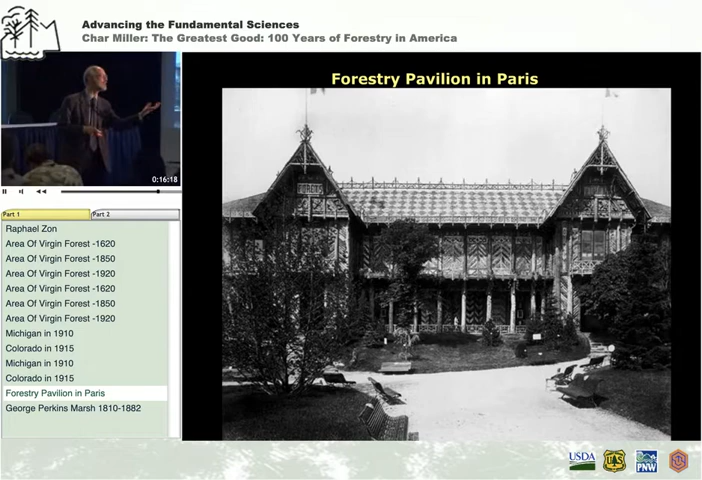 Advancing the Fundamental Sciences
Char Miller: The Greatest Good: 100 Years of Forestry in America
Forestry Pavilion in Paris
0:16:18
Part 1
Part 2
Raphael Zon
Area Of Virgin Forest -1620
Area Of Virgin Forest -1850
Area Of Virgin Forest -1920
Area Of Virgin Forest -1620
Area Of Virgin Forest -1850
Area Of Virgin Forest -1920
Michigan in 1910
Colorado in 1915
Michigan in 1910
Colorado in 1915
Forestry Pavilion in Paris
George Perkins Marsh 1810-1882
USDA
PNW